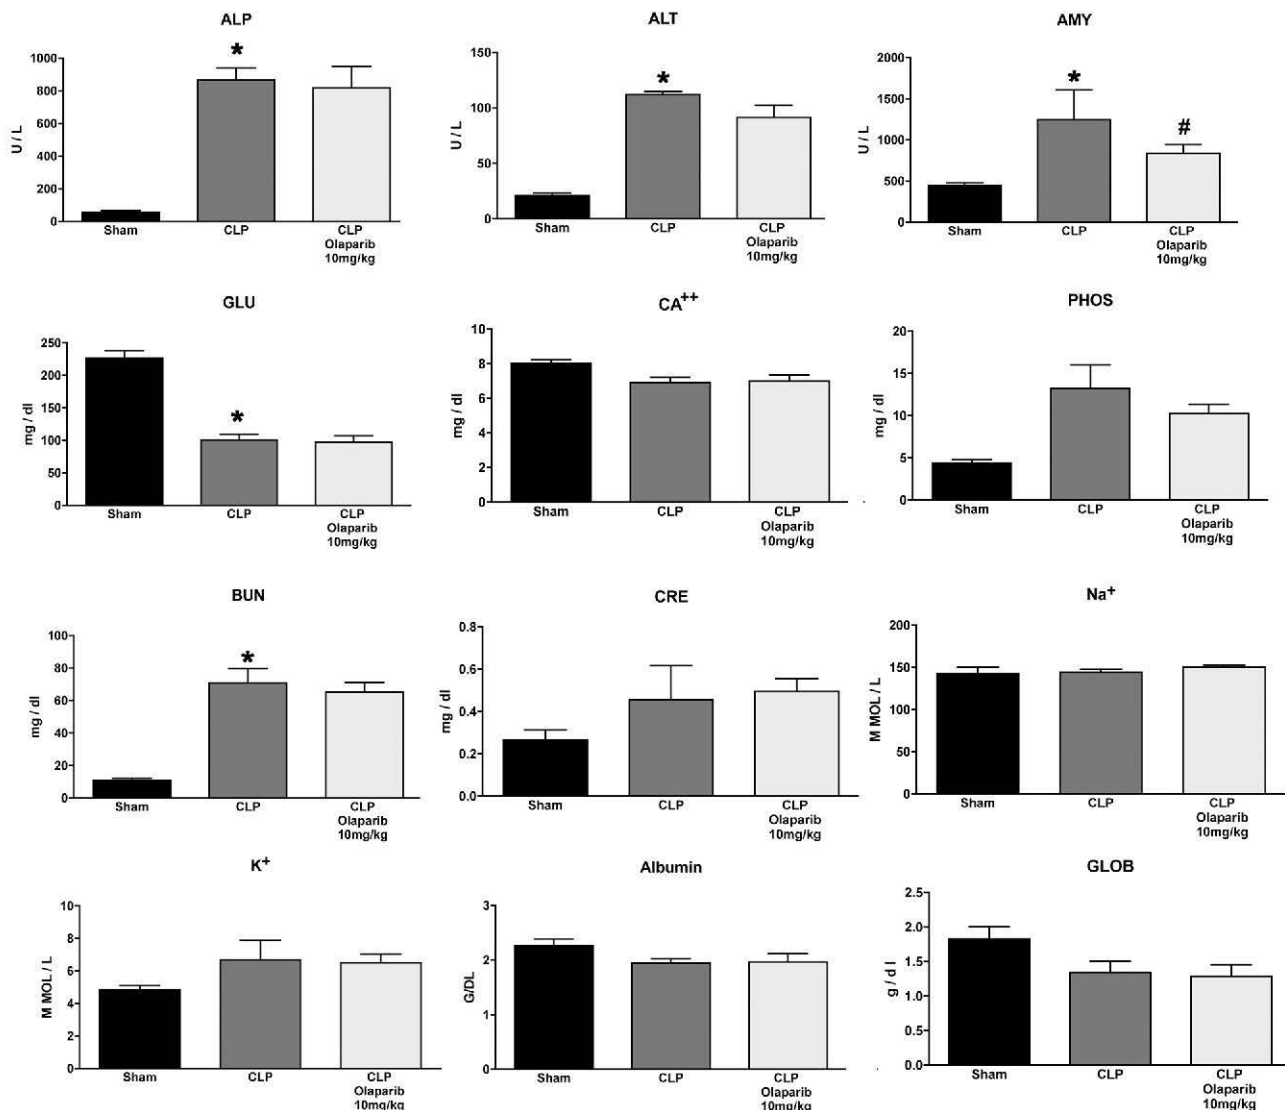 ALP
*
1000
800
600
400
200
0
U / L
Sham
CLP
CLP
Olaparib
10mg/kg
ALT
*
150
100
50
0
U / L
Sham
CLP
CLP
Olaparib
10mg/kg
AMY
*
#
2000
1500
1000
500
0
U / L
Sham
CLP
CLP
Olaparib
10mg/kg
GLU
*
250
200
150
100
50
0
mg / dl
Sham
CLP
CLP
Olaparib
10mg/kg
CA++
10
8
6
4
2
0
mg / dl
Sham
CLP
CLP
Olaparib
10mg/kg
PHOS
20
15
10
5
0
mg / dl
Sham
CLP
CLP
Olaparib
10mg/kg
BUN
*
100
80
60
40
20
0
mg / dl
Sham
CLP
CLP
Olaparib
10mg/kg
CRE
0.8
0.6
0.4
0.2
0.0
mg / dl
Sham
CLP
CLP
Olaparib
10mg/kg
Na+
200
150
100
50
0
M MOL / L
Sham
CLP
CLP
Olaparib
10mg/kg
K+
10
8
6
4
2
0
M MOL / L
Sham
CLP
CLP
Olaparib
10mg/kg
Albumin
3
2
1
0
G/DL
Sham
CLP
CLP
Olaparib
10mg/kg
GLOB
2.5
2.0
1.5
1.0
0.5
0.0
g / d l
Sham
CLP
CLP
Olaparib
10mg/kg